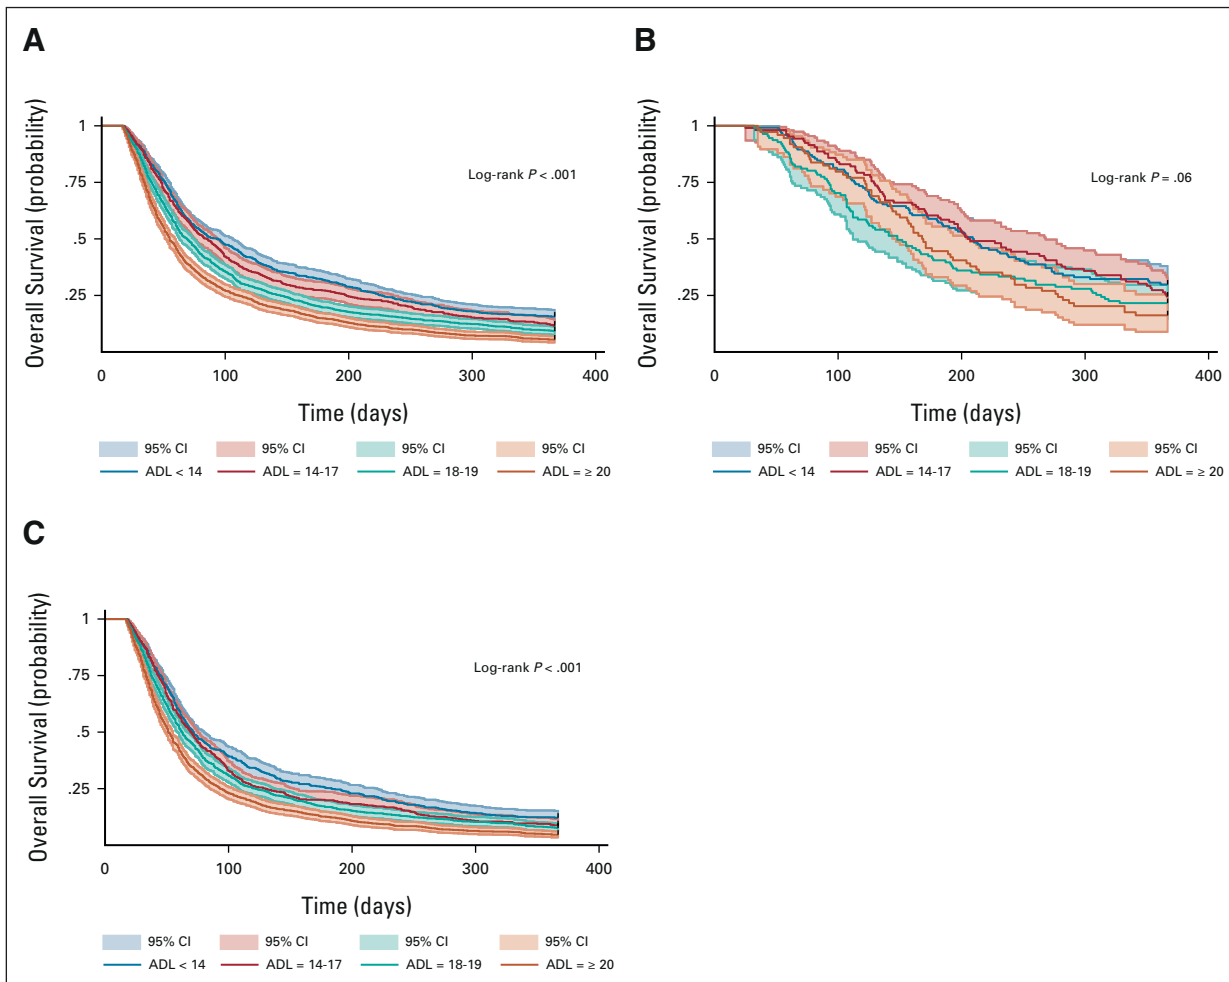 A
Overall Survival (probability)
1
.75
.5
.25
Log-rank P < .001
0 100 200 300 400
Time (days)
95% CI 95% CI 95% CI 95% CI
ADL < 14 ADL = 14-17 ADL = 18-19 ADL = ≥ 20
B
Overall Survival (probability)
1
.75
.5
.25
Log-rank P = .06
0 100 200 300 400
Time (days)
95% CI 95% CI 95% CI 95% CI
ADL < 14 ADL = 14-17 ADL = 18-19 ADL = ≥ 20
C
Overall Survival (probability)
1
.75
.5
.25
Log-rank P < .001
0 100 200 300 400
Time (days)
95% CI 95% CI 95% CI 95% CI
ADL < 14 ADL = 14-17 ADL = 18-19 ADL = ≥ 20